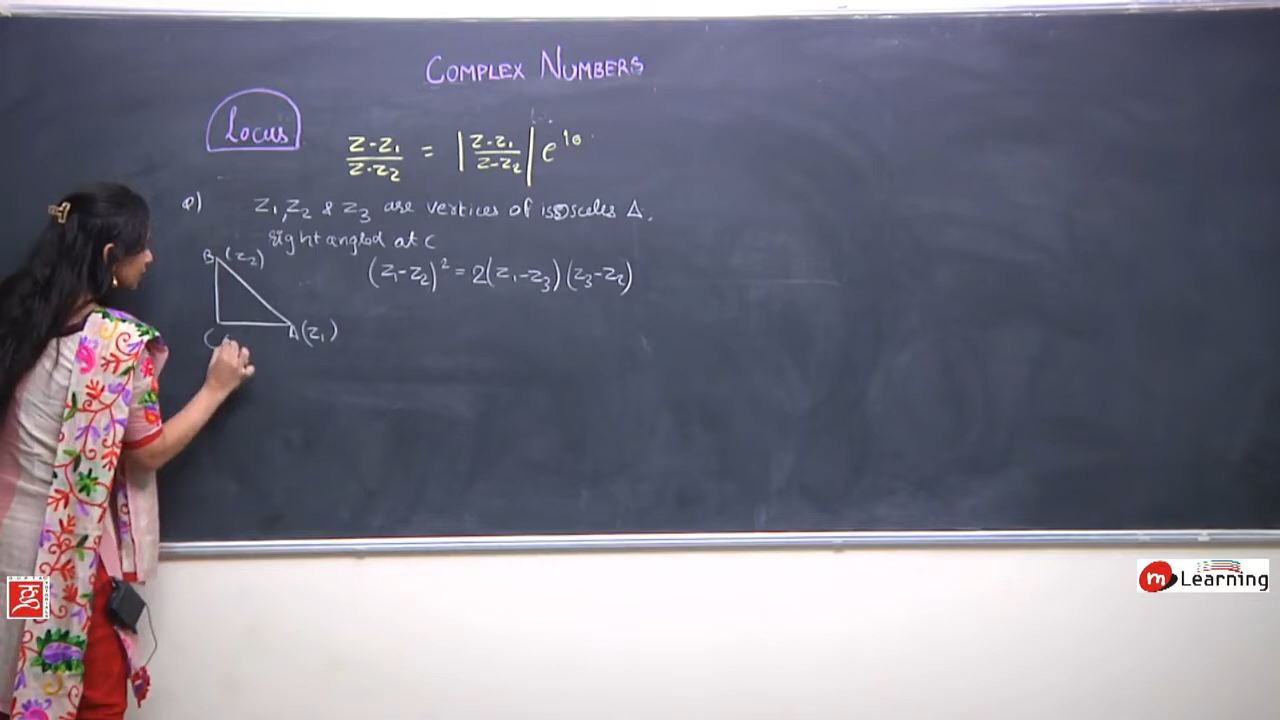 COMPLEX NUMBERS
Locus
z-z₁/z-z₂ = |z-z₁/z-z₂| e^iθ
Q) z₁, z₂ & z₃ are vertices of isosceles Δ.
right angled at C
B (z₂)
(z₁-z₂)² = 2(z₁-z₃)(z₃-z₂)
A(z₁)
C (
GUPTA
m Learning